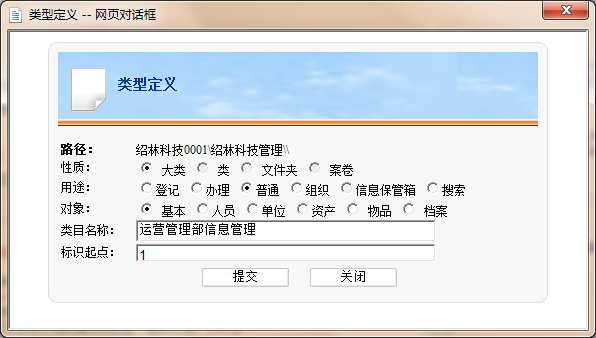 类型定义 -- 网页对话框
类型定义
路径： 绍林科技0001\绍林科技管理\\
性质： 大类 类 文件夹 案卷
用途： 登记 办理 普通 组织 信息保管箱 搜索
对象： 基本 人员 单位 资产 物品 档案
类目名称： 运营管理部信息管理
标识起点： 1
提交 关闭